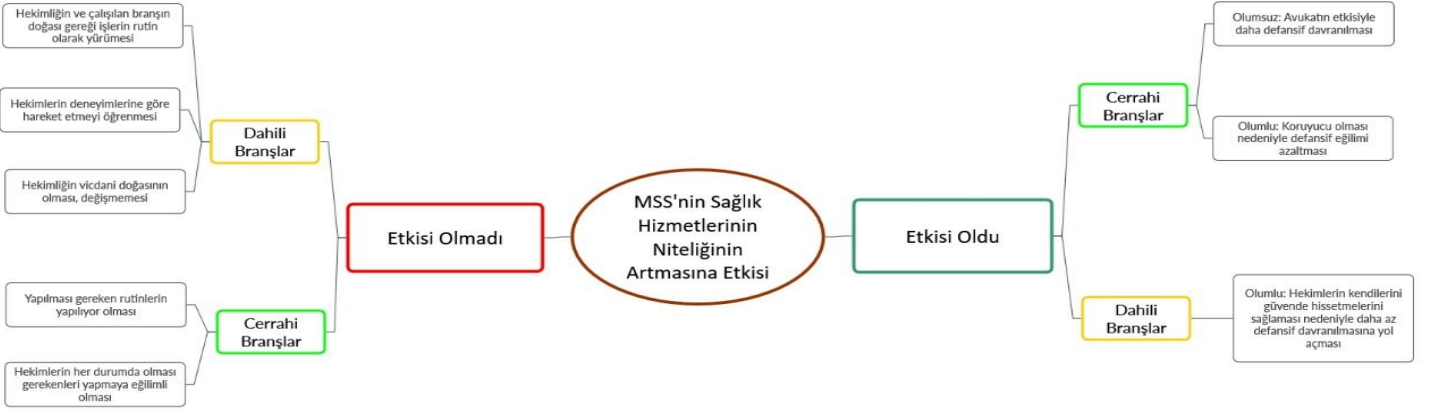 Hekimliğin ve çalışılan branşın
doğası gereği işlerin rutin
olarak yürümesi
Hekimlerin deneyimlerine göre
hareket etmeyi öğrenmesi
Hekimliğin vicdani doğasının
olması, değişmemesi
Dahili
Branşlar
Yapılması gereken rutinlerin
yapılıyor olması
Hekimlerin her durumda olması
gerekenleri yapmaya eğilimli
olması
Cerrahi
Branşlar
Etkisi Olmadı
MSS'nin Sağlık
Hizmetlerinin
Niteliğinin
Artmasına Etkisi
Etkisi Oldu
Cerrahi
Branşlar
Olumsuz: Avukatın etkisiyle
daha defansif davranılması
Olumlu: Koruyucu olması
nedeniyle defansif eğilimi
azaltması
Dahili
Branşlar
Olumlu: Hekimlerin kendilerini
güvende hissetmelerini
sağlaması nedeniyle daha az
defansif davranılmasına yol
açması